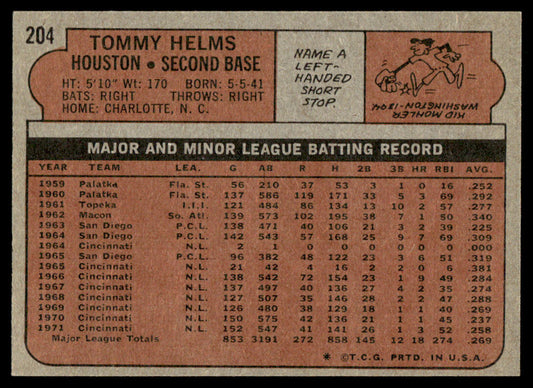 204
TOMMY HELMS
HOUSTON • SECOND BASE
HT: 5'10" WT: 170 BORN: 5-5-41
BATS: RIGHT THROWS: RIGHT
HOME: CHARLOTTE, N. C.
NAME A
LEFT-
HANDED
SHORT
STOP.
KID MOHLER
WASHINGTON-1894
MAJOR AND MINOR LEAGUE BATTING RECORD
YEAR TEAM LEA. G AB R H 2B 3B HR RBI AVG.
1959 Palatka Fla. St. 56 210 37 53 3 1 0 16 .252
1960 Palatka Fla. St. 137 586 119 171 33 5 3 69 .292
1961 Topeka I.I.I. 121 484 86 134 13 10 2 57 .277
1962 Macon So. Atl. 139 573 102 195 38 7 1 50 .340
1963 San Diego P.C.L. 138 471 40 106 21 3 2 34 .225
1964 San Diego P.C.L. 142 543 57 168 25 9 7 69 .309
1964 Cincinnati N.L. 2 1 0 0 0 0 0 0 .000
1965 San Diego P.C.L. 96 382 48 122 23 3 6 51 .319
1965 Cincinnati N.L. 21 42 4 16 2 2 0 6 .381
1966 Cincinnati N.L. 138 542 72 154 23 1 9 49 .284
1967 Cincinnati N.L. 137 497 40 136 27 4 2 35 .274
1968 Cincinnati N.L. 127 507 35 146 28 2 2 47 .288
1969 Cincinnati N.L. 126 480 38 129 18 1 1 40 .269
1970 Cincinnati N.L. 150 575 42 136 21 1 1 45 .237
1971 Cincinnati N.L. 152 547 41 141 26 1 3 52 .258
Major League Totals 853 3191 272 858 145 12 18 274 .269
* ©T.C.G. PRTD. IN U.S.A.